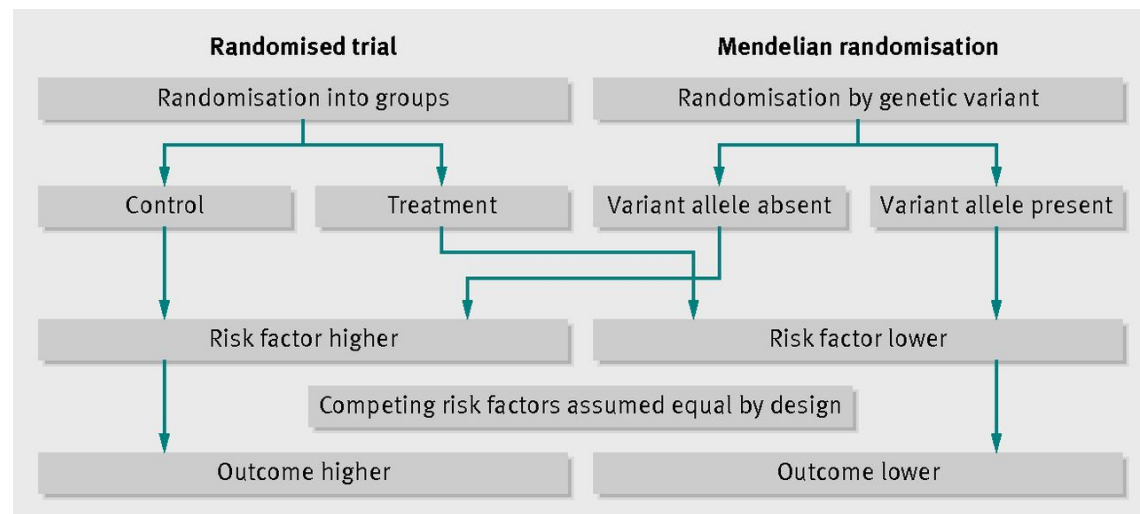 Randomised trial
Mendelian randomisation
Randomisation into groups
Randomisation by genetic variant
Control
Treatment
Variant allele absent
Variant allele present
Risk factor higher
Risk factor lower
Competing risk factors assumed equal by design
Outcome higher
Outcome lower